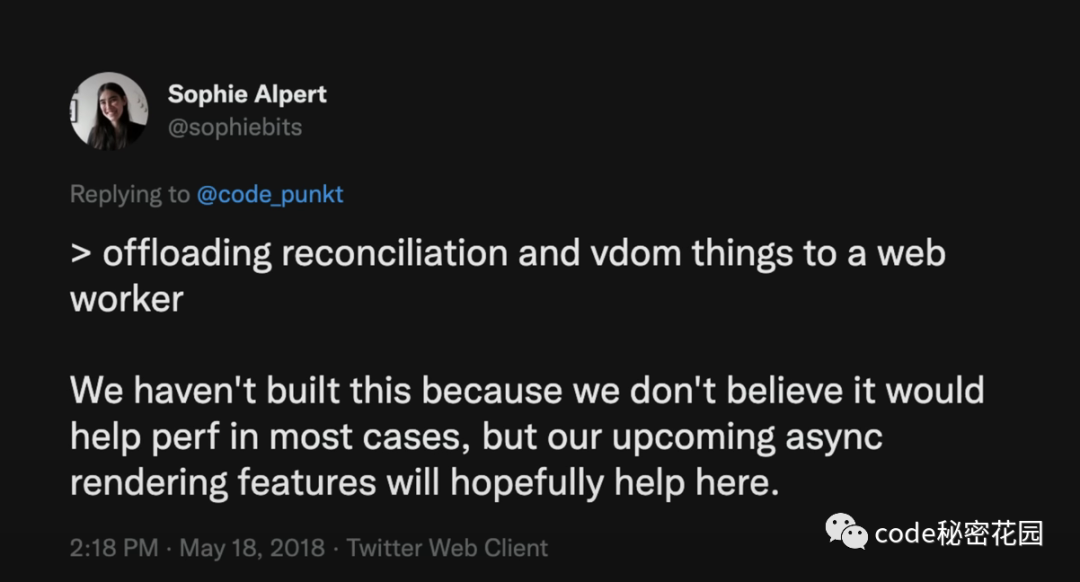 Sophie Alpert
@sophiebits
Replying to @code_punkt
> offloading reconciliation and vdom things to a web
worker
We haven't built this because we don't believe it would
help perf in most cases, but our upcoming async
rendering features will hopefully help here.
code秘密花园
2:18 PM · May 18, 2018 · Twitter Web Client